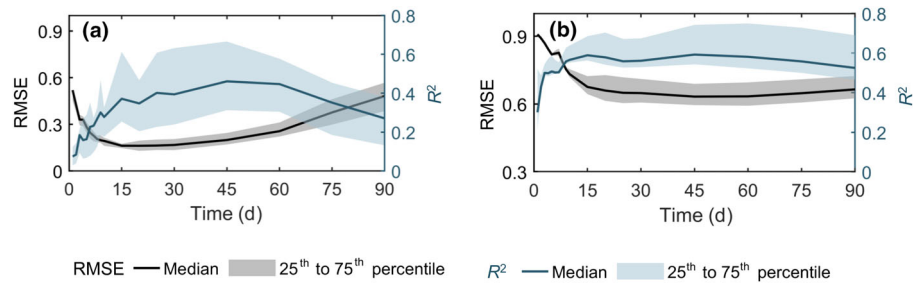 (a)
0.9
0.6
0.3
0
RMSE
0.8
0.6
0.4
0.2
0
R²
0 15 30 45 60 75 90
Time (d)
(b)
0.9
0.6
0.3
RMSE
0.8
0.6
0.4
0.2
0
R²
0 15 30 45 60 75 90
Time (d)
RMSE Median 25th to 75th percentile R² Median 25th to 75th percentile